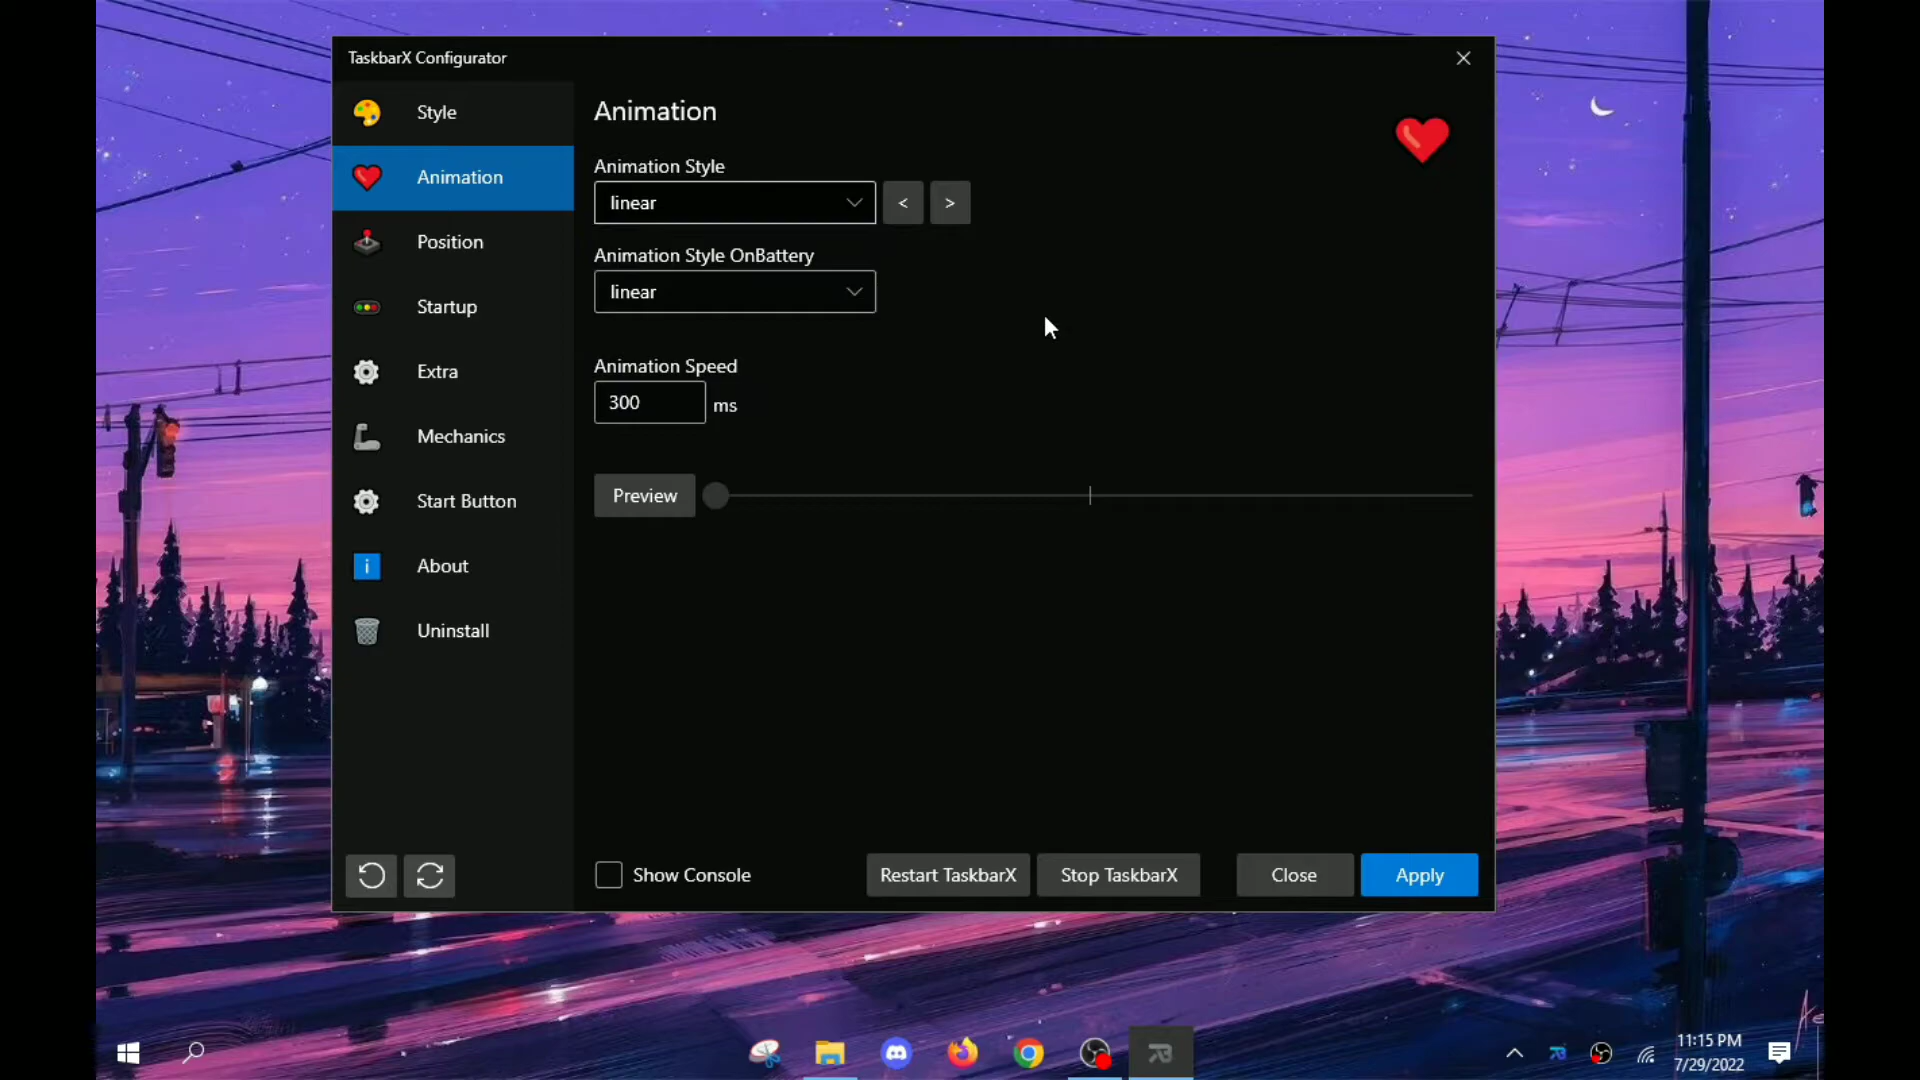 TaskbarX Configurator
Style
Animation
Position
Startup
Extra
Mechanics
Start Button
About
Uninstall
Animation
Animation Style
linear
<
>
Animation Style OnBattery
linear
Animation Speed
300
ms
Preview
Show Console
Restart TaskbarX
Stop TaskbarX
Close
Apply
11:15 PM
7/29/2022